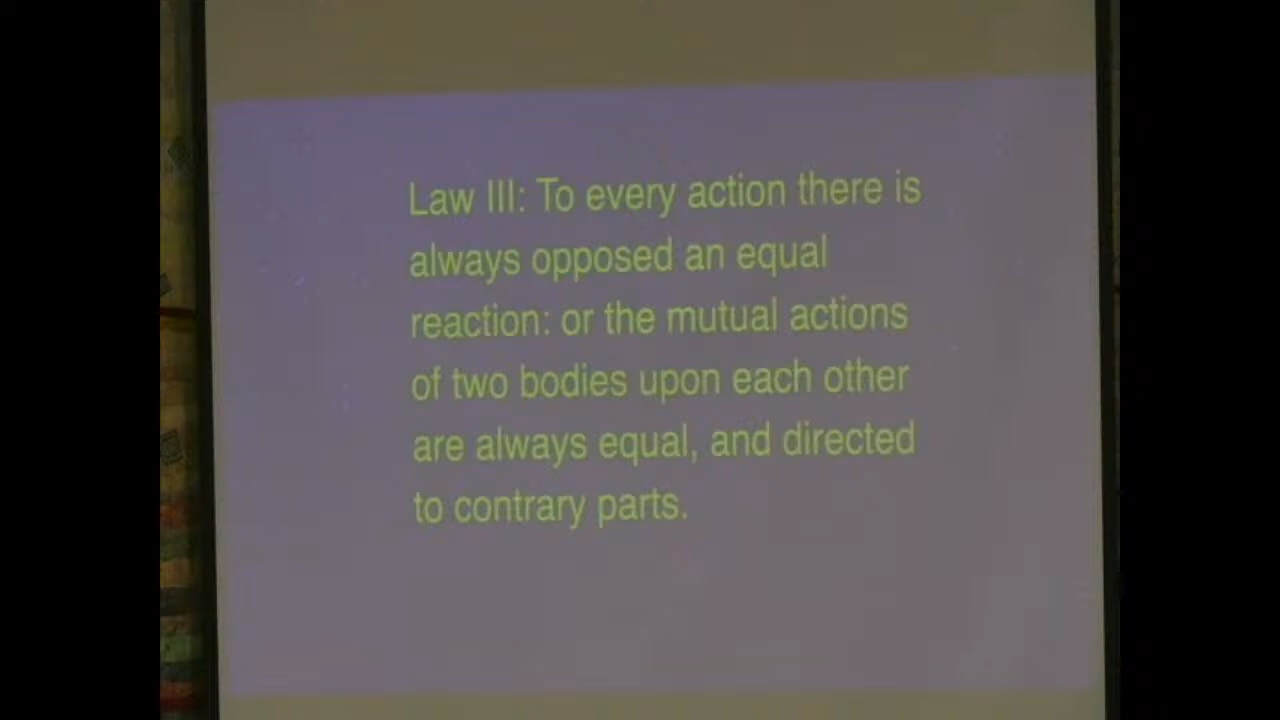 Law III: To every action there is
always opposed an equal
reaction: or the mutual actions
of two bodies upon each other
are always equal, and directed
to contrary parts.